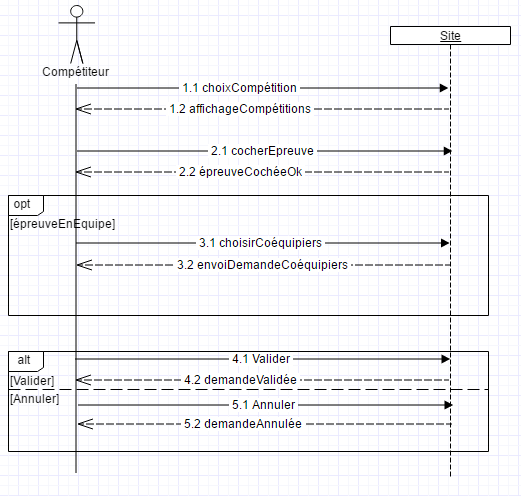 Site
Compétiteur
1.1 choixCompétition
1.2 affichageCompétitions
2.1 cocherEpreuve
2.2 épreuveCochéeOk
opt
[épreuveEnEquipe]
3.1 choisirCoéquipiers
3.2 envoiDemandeCoéquipiers
alt
4.1 Valider
[Valider]
4.2 demandeValidée
[Annuler]
5.1 Annuler
5.2 demandeAnnulée